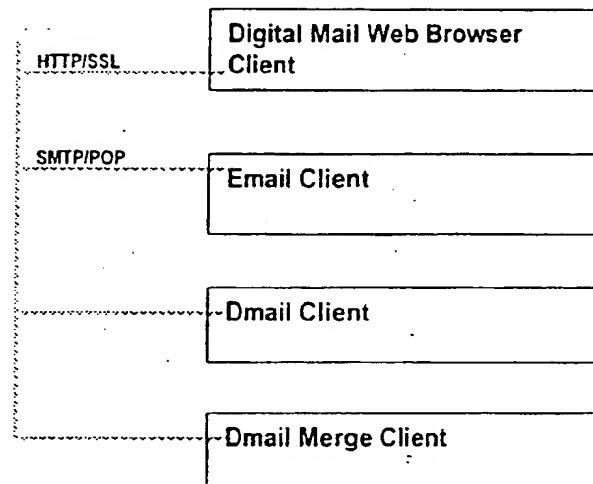 Digital Mail Web Browser
Client
HTTP/SSL
SMTP/POP
Email Client
Dmail Client
Dmail Merge Client